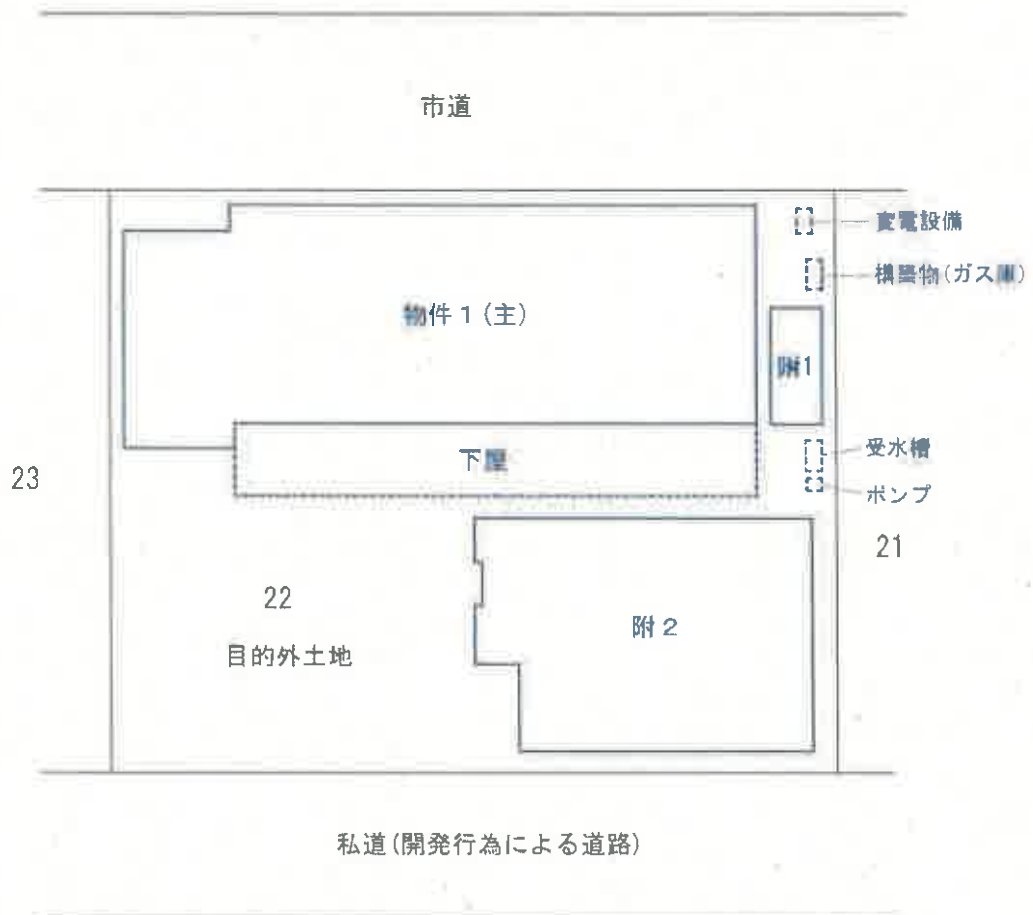 市道
変電設備
構築物(ガス庫)
物件1(主)
附1
下屋
受水槽
ポンプ
23
21
22
附2
目的外土地
私道(開発行為による道路)